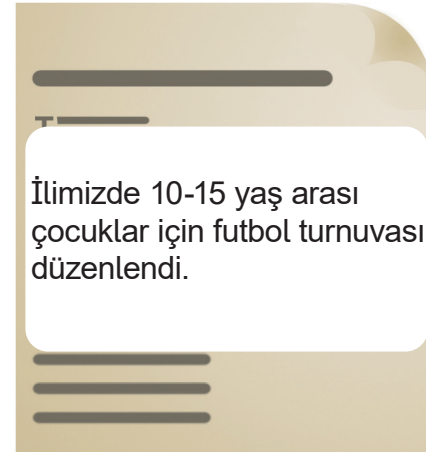 İlimizde 10-15 yaş arası
çocuklar için futbol turnuvası
düzenlendi.